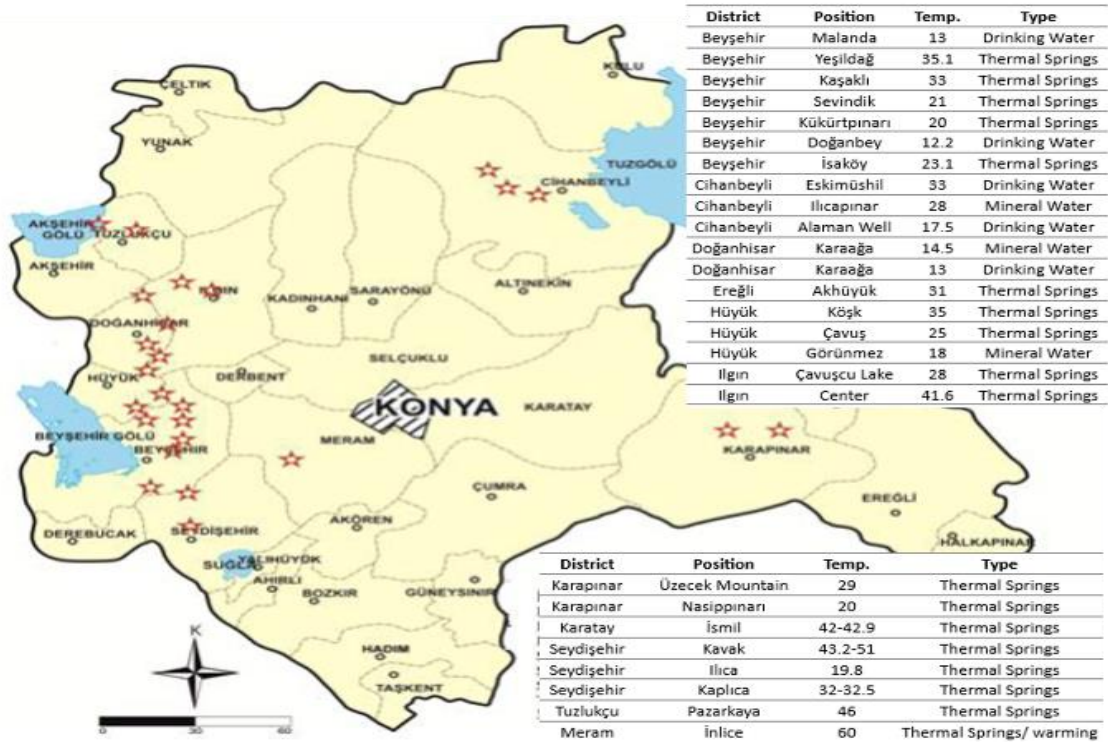 District Position Temp. Type
Beyşehir Malanda 13 Drinking Water
Beyşehir Yeşildağ 35.1 Thermal Springs
Beyşehir Kaşaklı 33 Thermal Springs
Beyşehir Sevindik 21 Thermal Springs
Beyşehir Kükürtpınarı 20 Thermal Springs
Beyşehir Doğanbey 12.2 Drinking Water
Beyşehir İsaköy 23.1 Thermal Springs
Cihanbeyli Eskimüshil 33 Drinking Water
Cihanbeyli Ilıcapınar 28 Mineral Water
Cihanbeyli Alaman Well 17.5 Drinking Water
Doğanhisar Karaağa 14.5 Mineral Water
Doğanhisar Karaağa 13 Drinking Water
Ereğli Akhüyük 31 Thermal Springs
Hüyük Köşk 35 Thermal Springs
Hüyük Çavuş 25 Thermal Springs
Hüyük Görünmez 18 Mineral Water
Ilgın Çavuşcu Lake 28 Thermal Springs
Ilgın Center 41.6 Thermal Springs
KULU
ÇELTIK
YUNAK
TUZGÖLÜ
CİHANBEYLİ
AKŞEHİR
GÖLÜ
TUZLUKÇU
AKŞEHİR
ALTINEKİN
SARAYÖNÜ
KADINHANI
DOĞANHİSAR
SELÇUKLU
DERBENT
HÜYÜK
KONYA
KARATAY
BEYŞEHİR GÖLÜ
MERAM
BEYŞEHİR
KARAPINAR
ÇUMRA
EREĞLİ
AKÖREN
DEREBUCAK
SEYDİŞEHİR
HALKAPINAR
SUĞLA
YALIHÜYÜK
AHIRLI
BOZKIR
GÜNEYSINIR
HADIM
TAŞKENT
K
30 60
District Position Temp. Type
Karapınar Üzecek Mountain 29 Thermal Springs
Karapınar Nasippınarı 20 Thermal Springs
Karatay İsmil 42-42.9 Thermal Springs
Seydişehir Kavak 43.2-51 Thermal Springs
Seydişehir Ilıca 19.8 Thermal Springs
Seydişehir Kaplıca 32-32.5 Thermal Springs
Tuzlukçu Pazarkaya 46 Thermal Springs
Meram İnlice 60 Thermal Springs/ warming